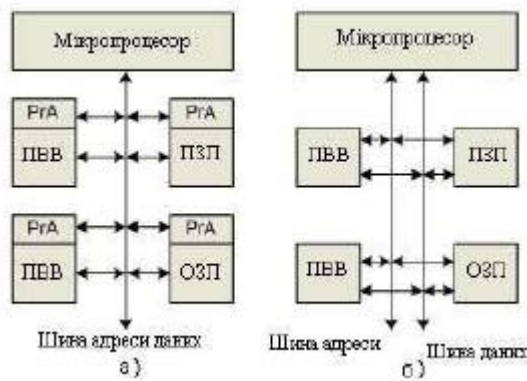 Мікропроцесор
PrA
PrA
ПВВ
ПЗП
PrA
PrA
ПВВ
ОЗП
Шина адреси даних
а)
Мікропроцесор
ПВВ
ПЗП
ПВВ
ОЗП
Шина адреси
Шина даних
б)